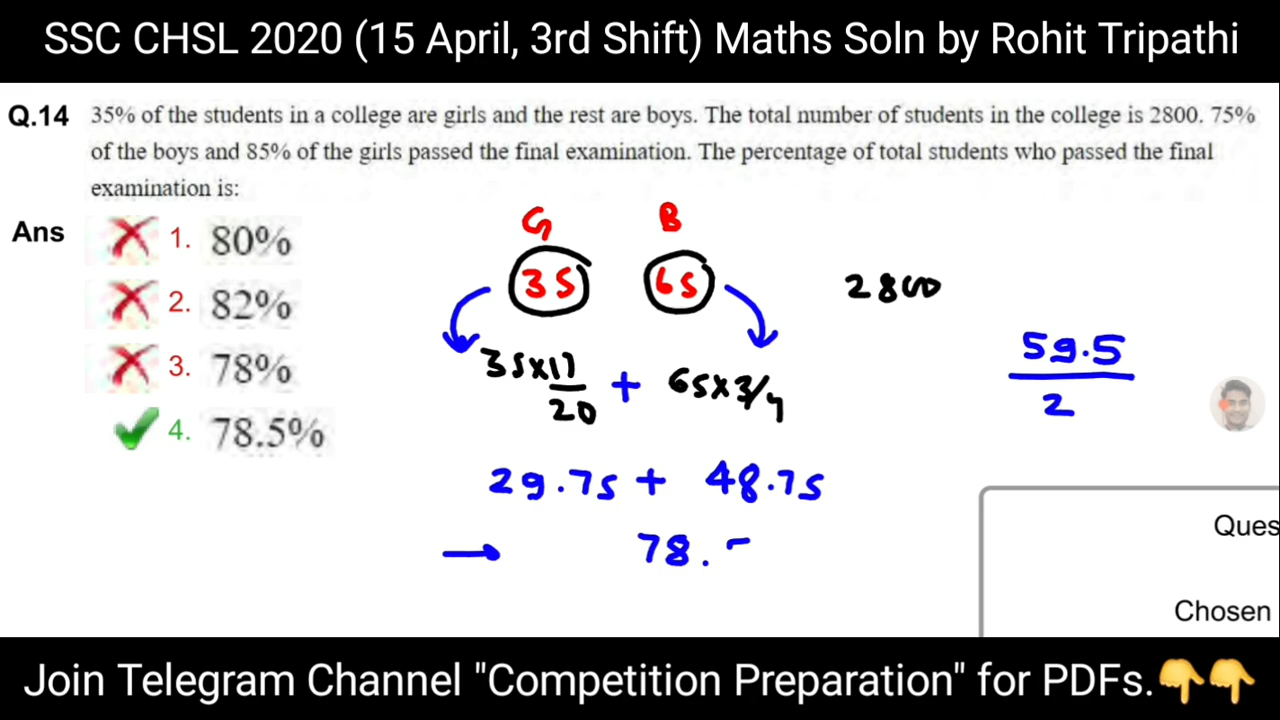 SSC CHSL 2020 (15 April, 3rd Shift) Maths Soln by Rohit Tripathi
Q.14 35% of the students in a college are girls and the rest are boys. The total number of students in the college is 2800. 75%
of the boys and 85% of the girls passed the final examination. The percentage of total students who passed the final
examination is:
Ans
1. 80%
2. 82%
3. 78%
4. 78.5%
G B
35 65
2800
35×17/20 + 65×3/4
59.5
2
29.75 + 48.75
→ 78.
Ques
Chosen
Join Telegram Channel "Competition Preparation" for PDFs.👇👇